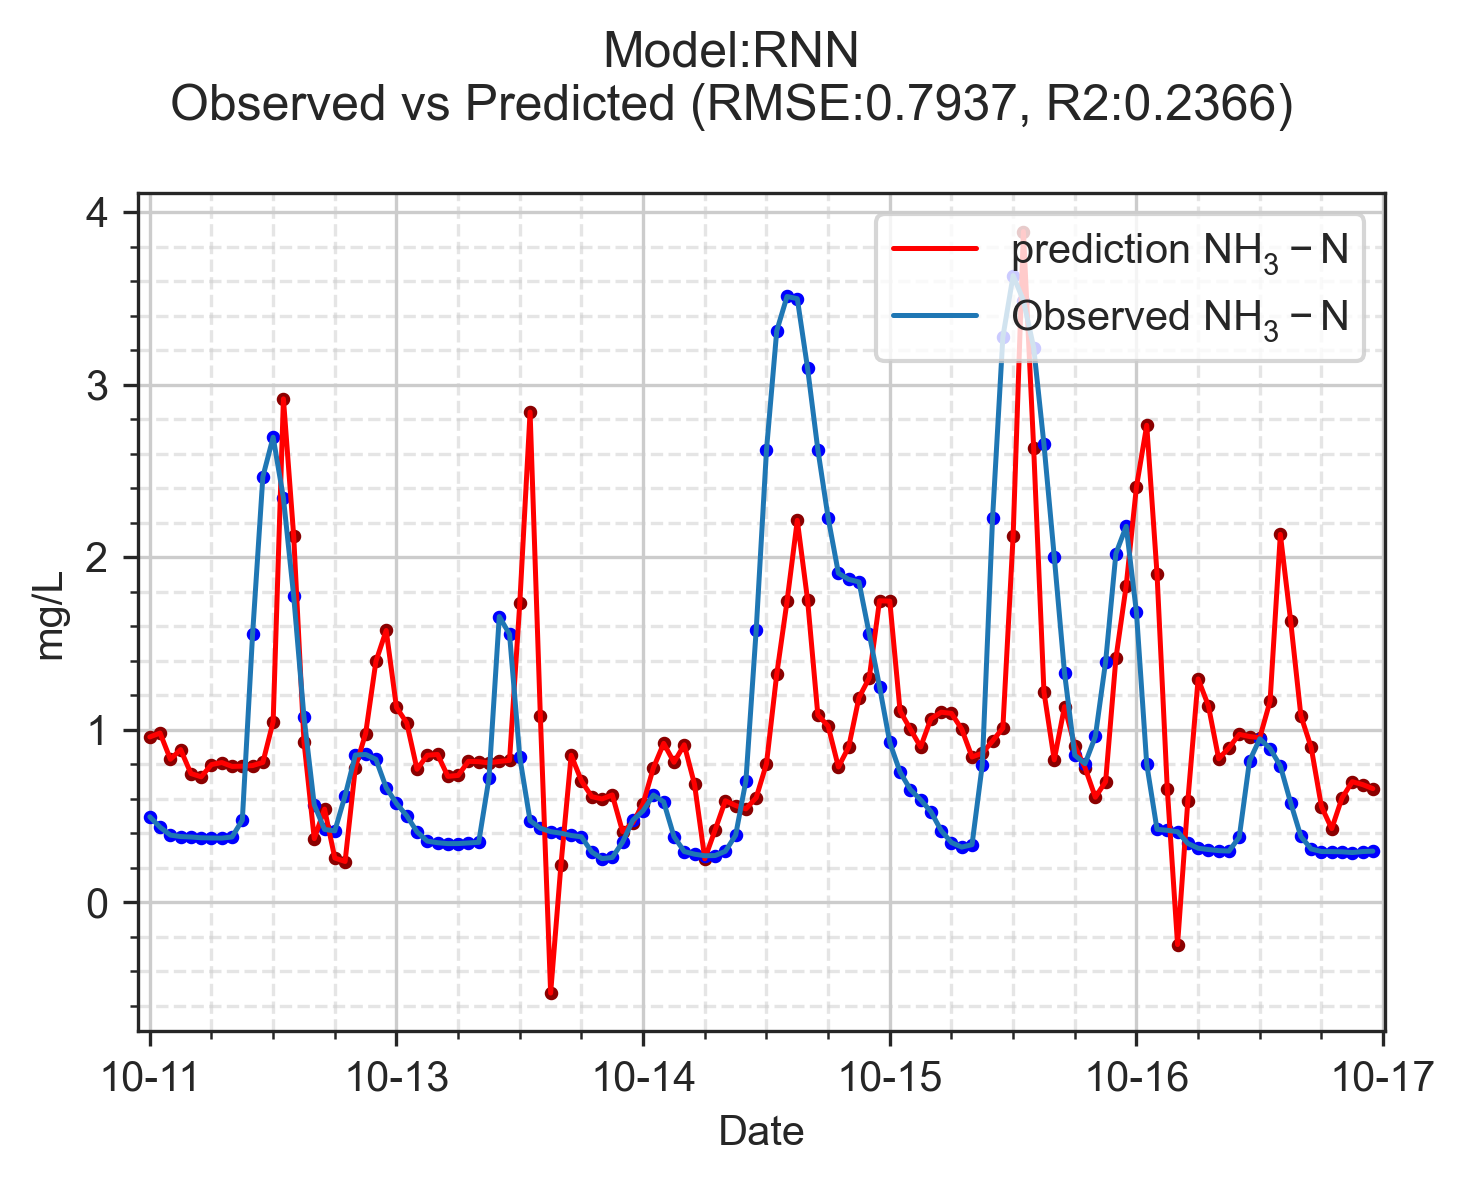 Model:RNN
Observed vs Predicted (RMSE:0.7937, R2:0.2366)
prediction NH₃ − N
Observed NH₃ − N
4
3
2
1
0
mg/L
10-11 10-13 10-14 10-15 10-16 10-17
Date